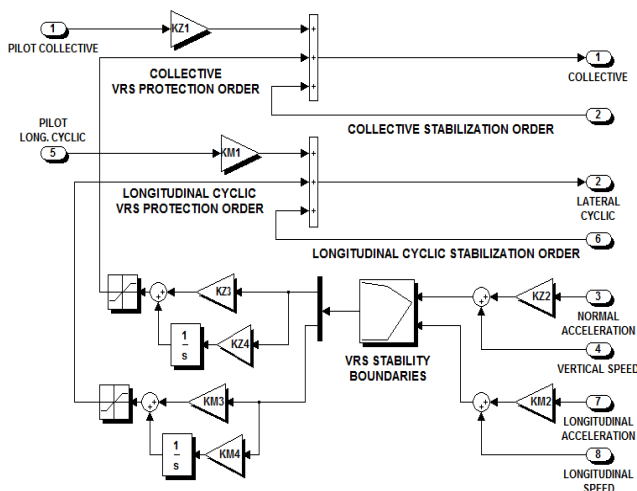 1
KZ1
PILOT COLLECTIVE
+
+
+
1
COLLECTIVE
COLLECTIVE
VRS PROTECTION ORDER
2
COLLECTIVE STABILIZATION ORDER
PILOT
LONG. CYCLIC
5
KM1
+
+
+
2
LATERAL
CYCLIC
LONGITUDINAL CYCLIC
VRS PROTECTION ORDER
6
LONGITUDINAL CYCLIC STABILIZATION ORDER
+
+
KZ3
1
s
KZ4
VRS STABILITY
BOUNDARIES
+
+
KZ2
3
NORMAL
ACCELERATION
4
VERTICAL SPEED
+
+
KM3
1
s
KM4
+
+
KM2
7
LONGITUDINAL
ACCELERATION
8
LONGITUDINAL
SPEED